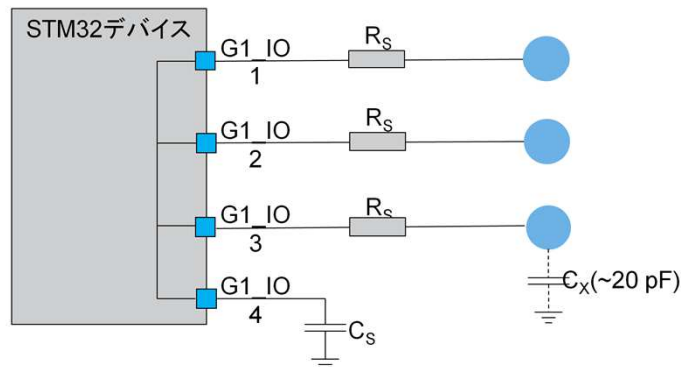 STM32デバイス
G1_IO
1
RS
G1_IO
2
RS
G1_IO
3
RS
CX(~20 pF)
G1_IO
4
CS